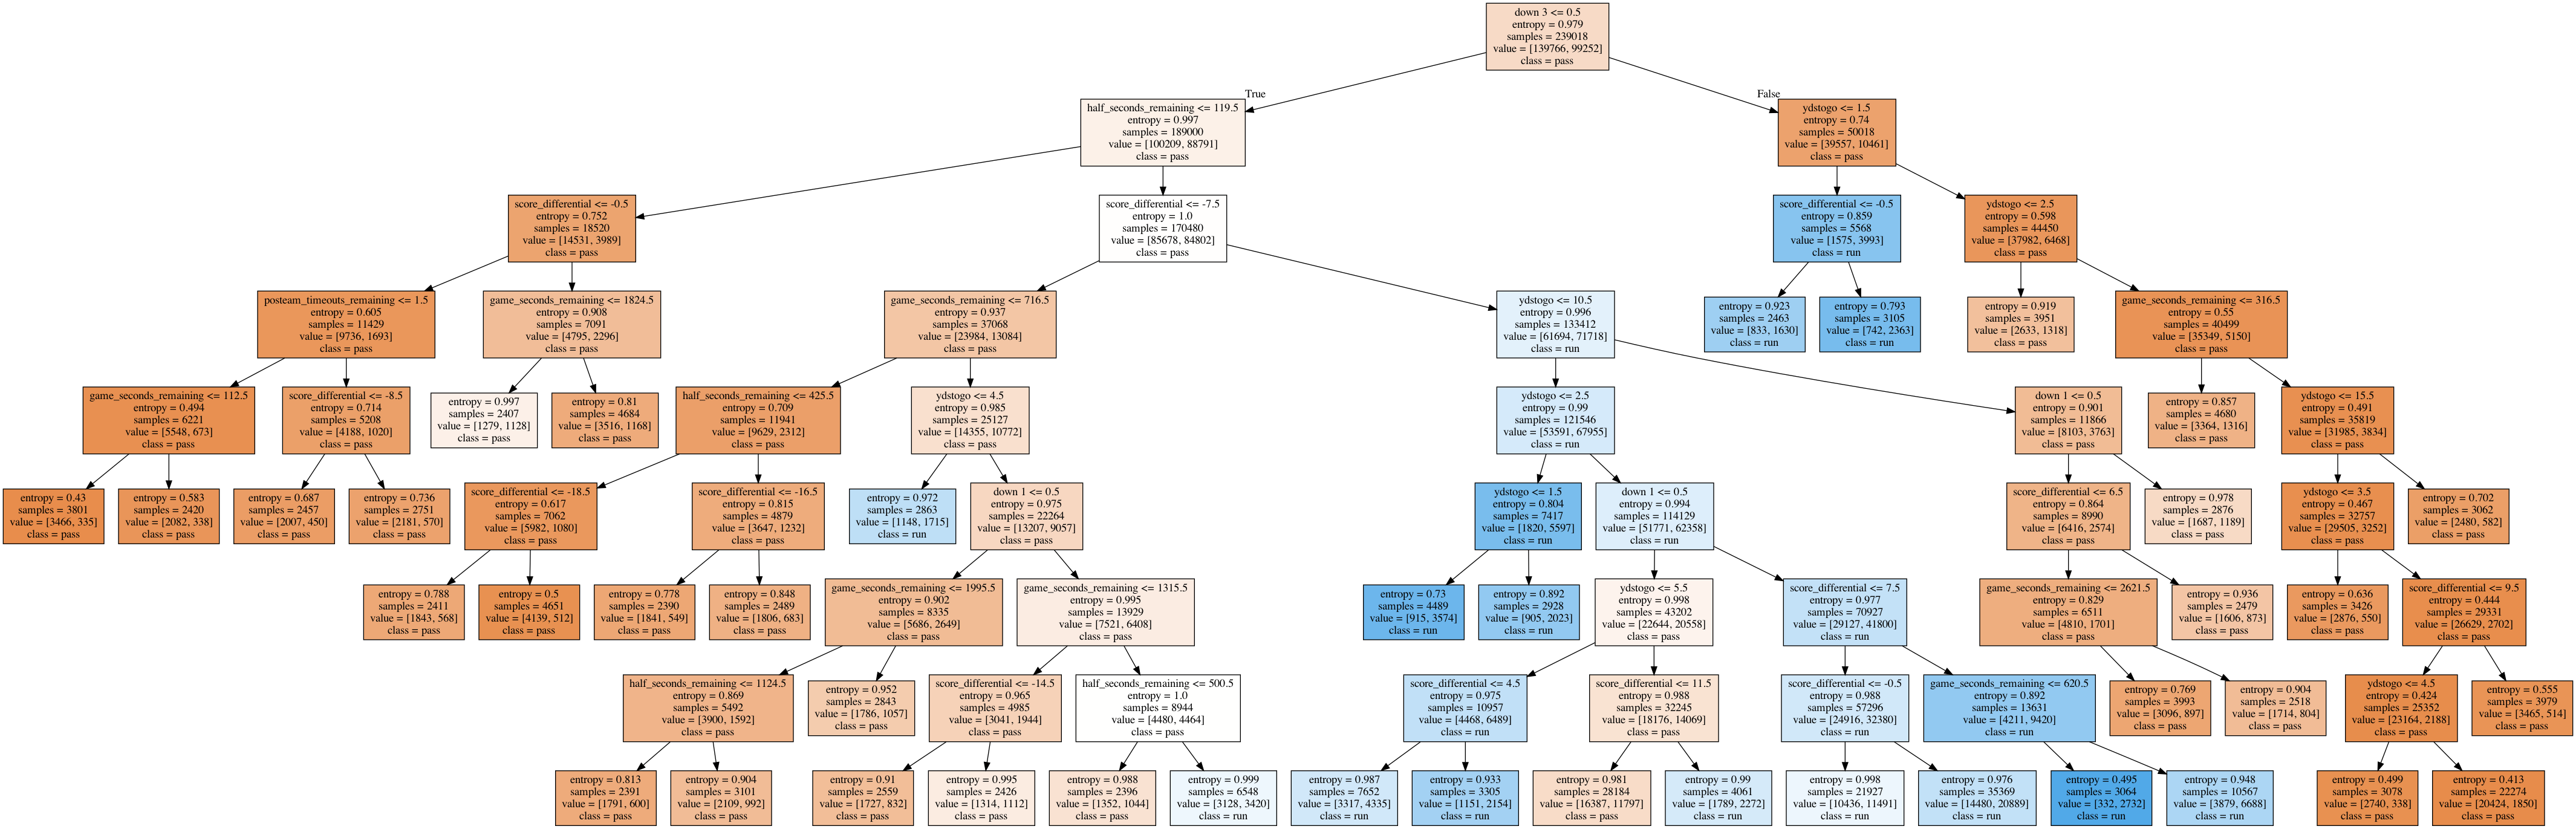 down 3 <= 0.5
entropy = 0.979
samples = 239018
value = [139766, 99252]
class = pass
True
False
half_seconds_remaining <= 119.5
entropy = 0.997
samples = 189000
value = [100209, 88791]
class = pass
ydstogo <= 1.5
entropy = 0.74
samples = 50018
value = [39557, 10461]
class = pass
score_differential <= -0.5
entropy = 0.752
samples = 18520
value = [14531, 3989]
class = pass
score_differential <= -7.5
entropy = 1.0
samples = 170480
value = [85678, 84802]
class = pass
score_differential <= -0.5
entropy = 0.859
samples = 5568
value = [1575, 3993]
class = run
ydstogo <= 2.5
entropy = 0.598
samples = 44450
value = [37982, 6468]
class = pass
posteam_timeouts_remaining <= 1.5
entropy = 0.605
samples = 11429
value = [9736, 1693]
class = pass
game_seconds_remaining <= 1824.5
entropy = 0.908
samples = 7091
value = [4795, 2296]
class = pass
game_seconds_remaining <= 716.5
entropy = 0.937
samples = 37068
value = [23984, 13084]
class = pass
ydstogo <= 10.5
entropy = 0.996
samples = 133412
value = [61694, 71718]
class = run
entropy = 0.923
samples = 2463
value = [833, 1630]
class = run
entropy = 0.793
samples = 3105
value = [742, 2363]
class = run
entropy = 0.919
samples = 3951
value = [2633, 1318]
class = pass
game_seconds_remaining <= 316.5
entropy = 0.55
samples = 40499
value = [35349, 5150]
class = pass
game_seconds_remaining <= 112.5
entropy = 0.494
samples = 6221
value = [5548, 673]
class = pass
score_differential <= -8.5
entropy = 0.714
samples = 5208
value = [4188, 1020]
class = pass
entropy = 0.997
samples = 2407
value = [1279, 1128]
class = pass
entropy = 0.81
samples = 4684
value = [3516, 1168]
class = pass
half_seconds_remaining <= 425.5
entropy = 0.709
samples = 11941
value = [9629, 2312]
class = pass
ydstogo <= 4.5
entropy = 0.985
samples = 25127
value = [14355, 10772]
class = pass
ydstogo <= 2.5
entropy = 0.99
samples = 121546
value = [53591, 67955]
class = run
down 1 <= 0.5
entropy = 0.901
samples = 11866
value = [8103, 3763]
class = pass
entropy = 0.857
samples = 4680
value = [3364, 1316]
class = pass
ydstogo <= 15.5
entropy = 0.491
samples = 35819
value = [31985, 3834]
class = pass
entropy = 0.43
samples = 3801
value = [3466, 335]
class = pass
entropy = 0.583
samples = 2420
value = [2082, 338]
class = pass
entropy = 0.687
samples = 2457
value = [2007, 450]
class = pass
entropy = 0.736
samples = 2751
value = [2181, 570]
class = pass
score_differential <= -18.5
entropy = 0.617
samples = 7062
value = [5982, 1080]
class = pass
score_differential <= -16.5
entropy = 0.815
samples = 4879
value = [3647, 1232]
class = pass
entropy = 0.972
samples = 2863
value = [1148, 1715]
class = run
down 1 <= 0.5
entropy = 0.975
samples = 22264
value = [13207, 9057]
class = pass
ydstogo <= 1.5
entropy = 0.804
samples = 7417
value = [1820, 5597]
class = run
down 1 <= 0.5
entropy = 0.994
samples = 114129
value = [51771, 62358]
class = run
score_differential <= 6.5
entropy = 0.864
samples = 8990
value = [6416, 2574]
class = pass
entropy = 0.978
samples = 2876
value = [1687, 1189]
class = pass
ydstogo <= 3.5
entropy = 0.467
samples = 32757
value = [29505, 3252]
class = pass
entropy = 0.702
samples = 3062
value = [2480, 582]
class = pass
entropy = 0.788
samples = 2411
value = [1843, 568]
class = pass
entropy = 0.5
samples = 4651
value = [4139, 512]
class = pass
entropy = 0.778
samples = 2390
value = [1841, 549]
class = pass
entropy = 0.848
samples = 2489
value = [1806, 683]
class = pass
game_seconds_remaining <= 1995.5
entropy = 0.902
samples = 8335
value = [5686, 2649]
class = pass
game_seconds_remaining <= 1315.5
entropy = 0.995
samples = 13929
value = [7521, 6408]
class = pass
entropy = 0.73
samples = 4489
value = [915, 3574]
class = run
entropy = 0.892
samples = 2928
value = [905, 2023]
class = run
ydstogo <= 5.5
entropy = 0.998
samples = 43202
value = [22644, 20558]
class = pass
score_differential <= 7.5
entropy = 0.977
samples = 70927
value = [29127, 41800]
class = run
game_seconds_remaining <= 2621.5
entropy = 0.829
samples = 6511
value = [4810, 1701]
class = pass
entropy = 0.936
samples = 2479
value = [1606, 873]
class = pass
entropy = 0.636
samples = 3426
value = [2876, 550]
class = pass
score_differential <= 9.5
entropy = 0.444
samples = 29331
value = [26629, 2702]
class = pass
half_seconds_remaining <= 1124.5
entropy = 0.869
samples = 5492
value = [3900, 1592]
class = pass
entropy = 0.952
samples = 2843
value = [1786, 1057]
class = pass
score_differential <= -14.5
entropy = 0.965
samples = 4985
value = [3041, 1944]
class = pass
half_seconds_remaining <= 500.5
entropy = 1.0
samples = 8944
value = [4480, 4464]
class = pass
score_differential <= 4.5
entropy = 0.975
samples = 10957
value = [4468, 6489]
class = run
score_differential <= 11.5
entropy = 0.988
samples = 32245
value = [18176, 14069]
class = pass
score_differential <= -0.5
entropy = 0.988
samples = 57296
value = [24916, 32380]
class = run
game_seconds_remaining <= 620.5
entropy = 0.892
samples = 13631
value = [4211, 9420]
class = run
entropy = 0.769
samples = 3993
value = [3096, 897]
class = pass
entropy = 0.904
samples = 2518
value = [1714, 804]
class = pass
ydstogo <= 4.5
entropy = 0.424
samples = 25352
value = [23164, 2188]
class = pass
entropy = 0.555
samples = 3979
value = [3465, 514]
class = pass
entropy = 0.813
samples = 2391
value = [1791, 600]
class = pass
entropy = 0.904
samples = 3101
value = [2109, 992]
class = pass
entropy = 0.91
samples = 2559
value = [1727, 832]
class = pass
entropy = 0.995
samples = 2426
value = [1314, 1112]
class = pass
entropy = 0.988
samples = 2396
value = [1352, 1044]
class = pass
entropy = 0.999
samples = 6548
value = [3128, 3420]
class = run
entropy = 0.987
samples = 7652
value = [3317, 4335]
class = run
entropy = 0.933
samples = 3305
value = [1151, 2154]
class = run
entropy = 0.981
samples = 28184
value = [16387, 11797]
class = pass
entropy = 0.99
samples = 4061
value = [1789, 2272]
class = run
entropy = 0.998
samples = 21927
value = [10436, 11491]
class = run
entropy = 0.976
samples = 35369
value = [14480, 20889]
class = run
entropy = 0.495
samples = 3064
value = [332, 2732]
class = run
entropy = 0.948
samples = 10567
value = [3879, 6688]
class = run
entropy = 0.499
samples = 3078
value = [2740, 338]
class = pass
entropy = 0.413
samples = 22274
value = [20424, 1850]
class = pass